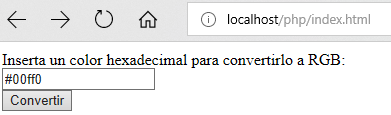 localhost/php/index.html
Inserta un color hexadecimal para convertirlo a RGB:
#00ff0
Convertir